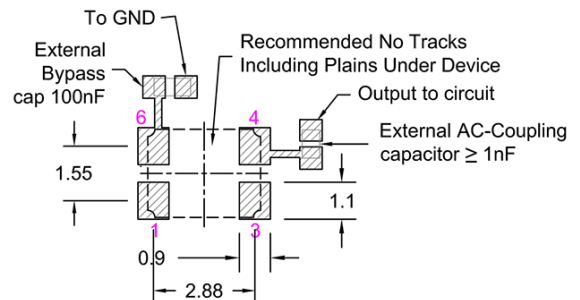 To GND
External
Bypass
cap 100nF
Recommended No Tracks
Including Plains Under Device
Output to circuit
External AC-Coupling
capacitor ≥ 1nF
6
4
1.55
1.1
1
3
0.9
2.88